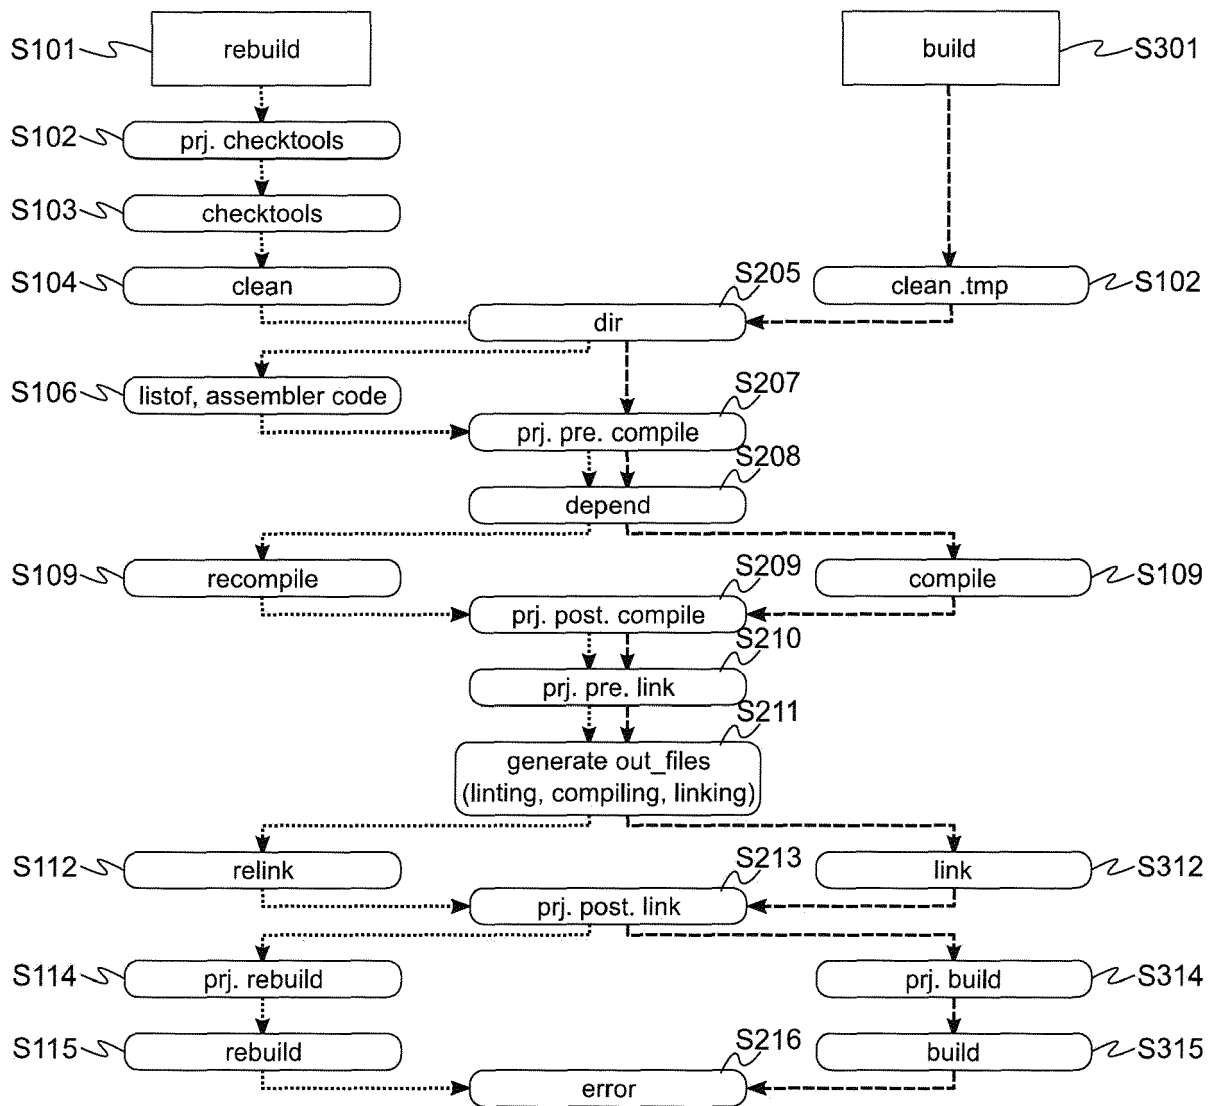 S101 rebuild build S301
S102 prj. checktools
S103 checktools
S104 clean S205 clean .tmp S102
dir
S106 listof, assembler code S207
prj. pre. compile
S208
depend
S109 recompile S209 compile S109
prj. post. compile
S210
prj. pre. link
S211
generate out_files
(linting, compiling, linking)
S112 relink S213 link S312
prj. post. link
S114 prj. rebuild prj. build S314
S115 rebuild S216 build S315
error